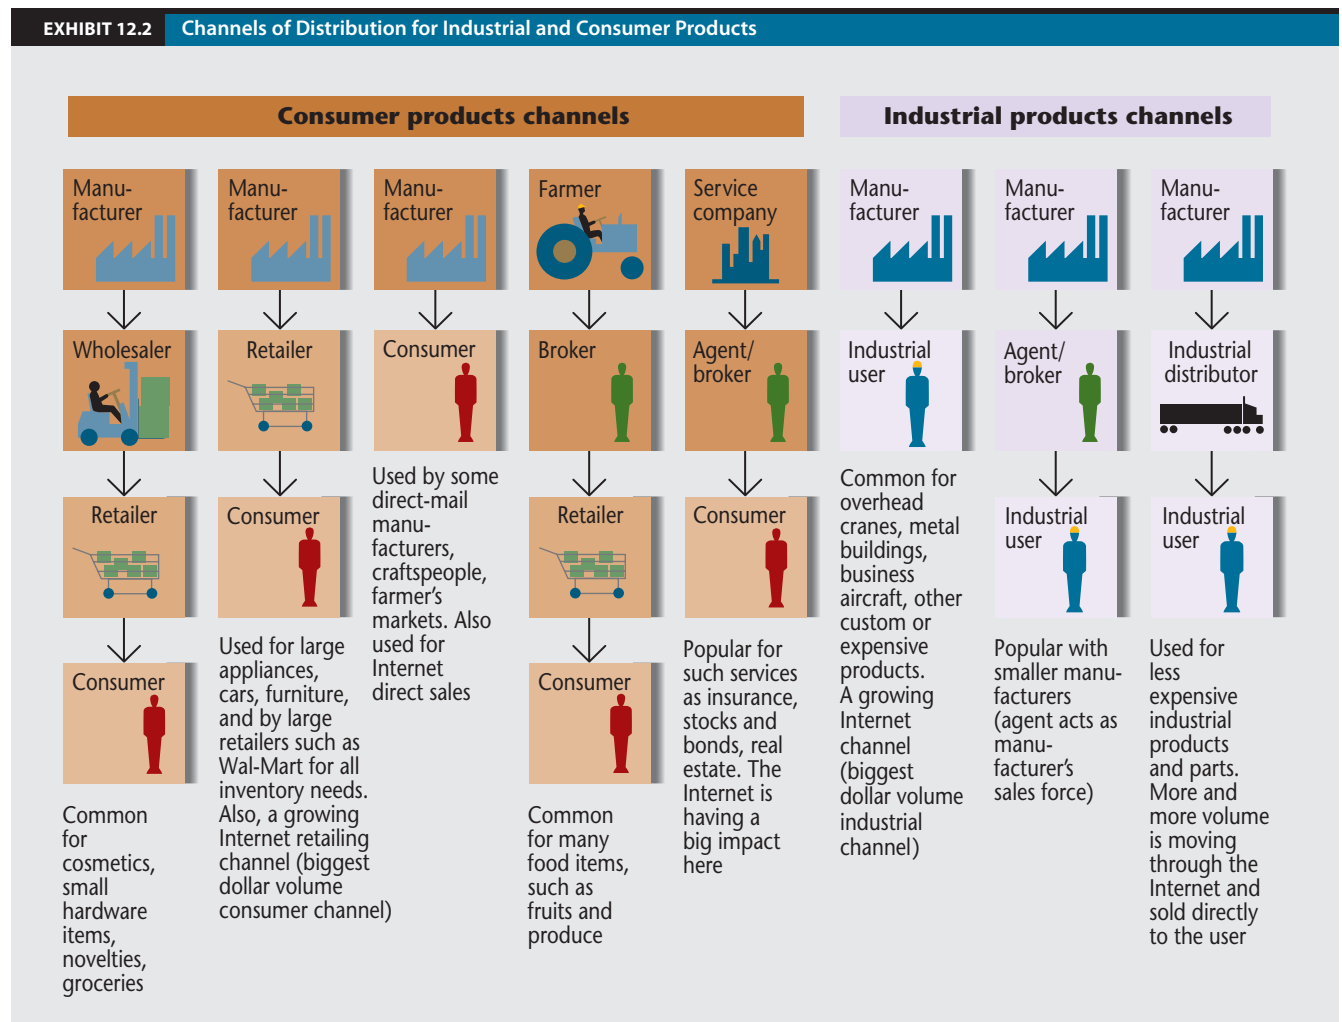 EXHIBIT 12.2 Channels of Distribution for Industrial and Consumer Products
Consumer products channels
Manu-
facturer
Wholesaler
Retailer
Consumer
Common
for
cosmetics,
small
hardware
items,
novelties,
groceries
Manu-
facturer
Retailer
Consumer
Used for large
appliances,
cars, furniture,
and by large
retailers such as
Wal-Mart for all
inventory needs.
Also, a growing
Internet retailing
channel (biggest
dollar volume
consumer channel)
Manu-
facturer
Consumer
Used by some
direct-mail
manu-
facturers,
craftspeople,
farmer's
markets. Also
used for
Internet
direct sales
Farmer
Broker
Retailer
Consumer
Common
for many
food items,
such as
fruits and
produce
Service
company
Agent/
broker
Consumer
Popular for
such services
as insurance,
stocks and
bonds, real
estate. The
Internet is
having a
big impact
here
Industrial products channels
Manu-
facturer
Industrial
user
Common for
overhead
cranes, metal
buildings,
business
aircraft, other
custom or
expensive
products.
A growing
Internet
channel
(biggest
dollar volume
industrial
channel)
Manu-
facturer
Agent/
broker
Industrial
user
Popular with
smaller manu-
facturers
(agent acts as
manu-
facturer's
sales force)
Manu-
facturer
Industrial
distributor
Industrial
user
Used for
less
expensive
industrial
products
and parts.
More and
more volume
is moving
through the
Internet and
sold directly
to the user